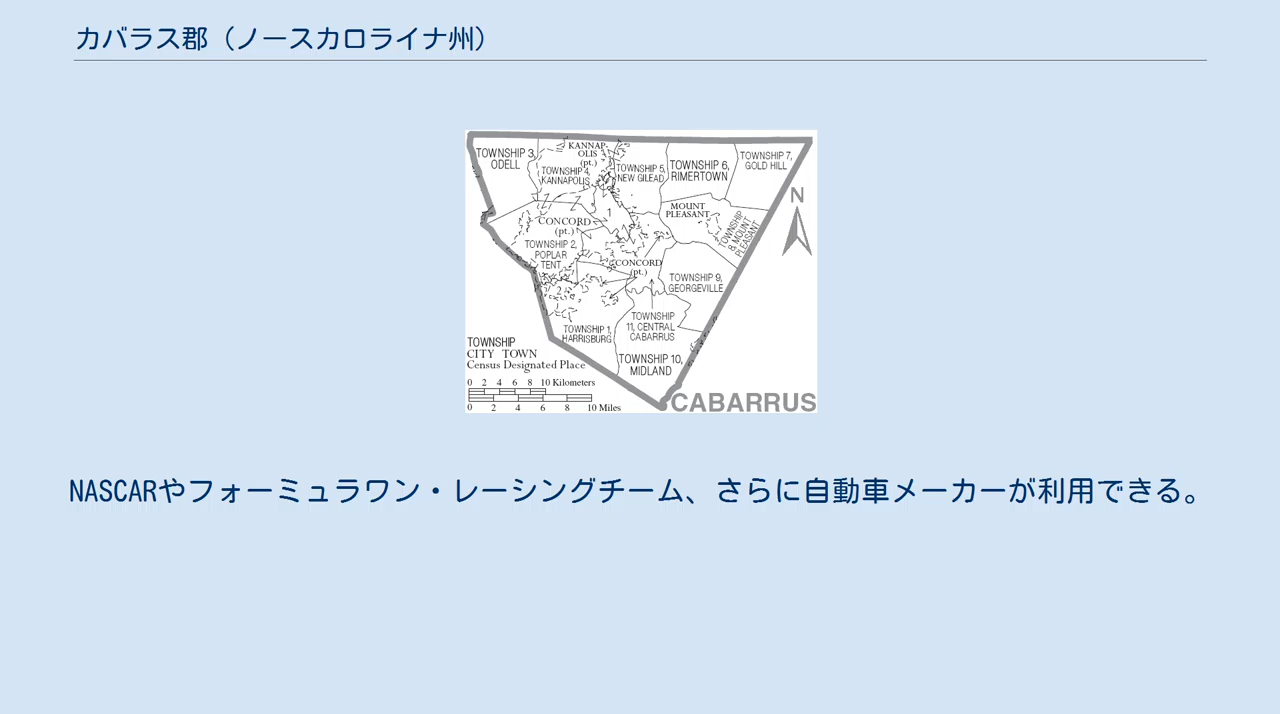 カバラス郡（ノースカロライナ州）
TOWNSHIP 3,
ODELL
KANNAP-
OLIS
(pt.)
TOWNSHIP 4,
KANNAPOLIS
TOWNSHIP 5,
NEW GILEAD
TOWNSHIP 6,
RIMERTOWN
TOWNSHIP 7,
GOLD HILL
N
1
MOUNT
PLEASANT
TOWNSHIP
8, MOUNT
PLEASANT
CONCORD
(pt.)
TOWNSHIP 2,
POPLAR
TENT
CONCORD
(pt.)
TOWNSHIP 9,
GEORGEVILLE
2
TOWNSHIP 1,
HARRISBURG
TOWNSHIP
11, CENTRAL
CABARRUS
TOWNSHIP 10,
MIDLAND
TOWNSHIP
CITY TOWN
Census Designated Place
0 2 4 6 8 10 Kilometers
0 2 4 6 8 10 Miles
CABARRUS
NASCARやフォーミュラワン・レーシングチーム、さらに自動車メーカーが利用できる。